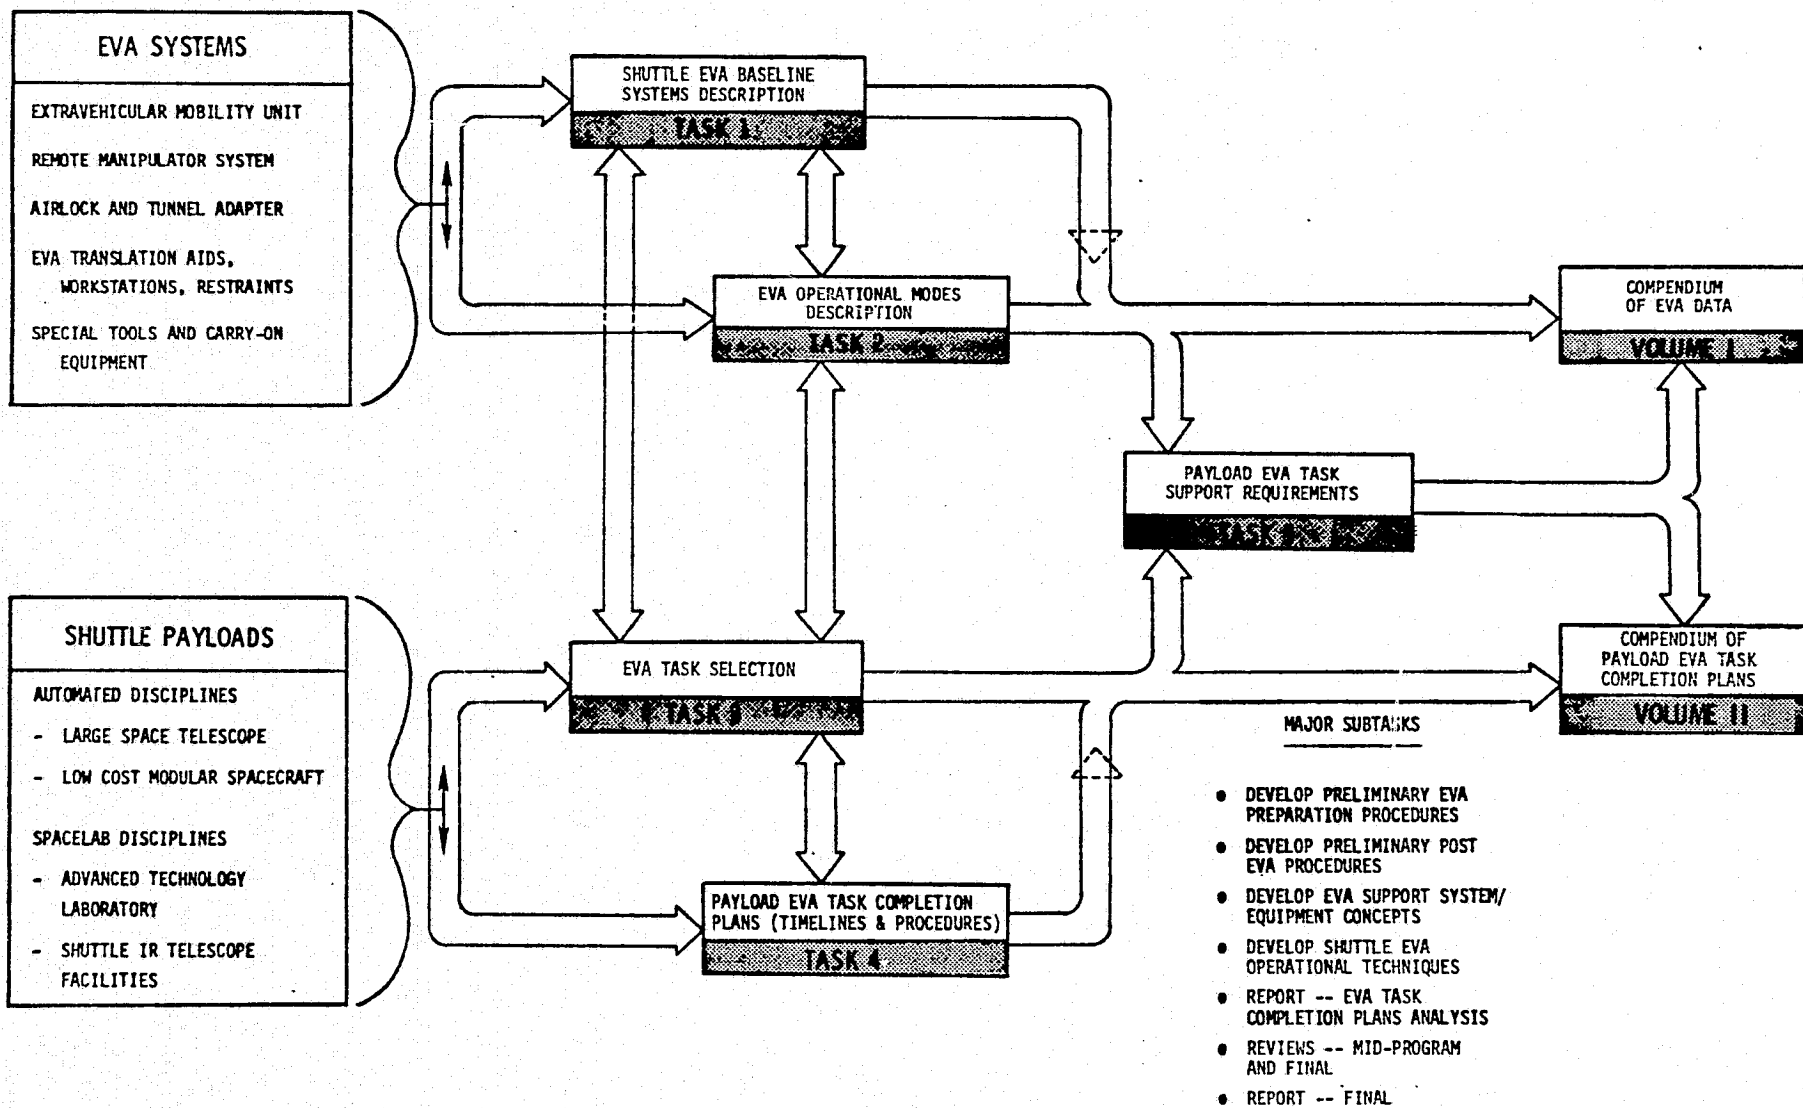 EVA SYSTEMS
EXTRAVEHICULAR MOBILITY UNIT
REMOTE MANIPULATOR SYSTEM
AIRLOCK AND TUNNEL ADAPTER
EVA TRANSLATION AIDS,
WORKSTATIONS, RESTRAINTS
SPECIAL TOOLS AND CARRY-ON
EQUIPMENT
SHUTTLE EVA BASELINE
SYSTEMS DESCRIPTION
TASK 1
EVA OPERATIONAL MODES
DESCRIPTION
TASK 2
COMPENDIUM
OF EVA DATA
VOLUME I
PAYLOAD EVA TASK
SUPPORT REQUIREMENTS
TASK
SHUTTLE PAYLOADS
AUTOMATED DISCIPLINES
- LARGE SPACE TELESCOPE
- LOW COST MODULAR SPACECRAFT
SPACELAB DISCIPLINES
- ADVANCED TECHNOLOGY
LABORATORY
- SHUTTLE IR TELESCOPE
FACILITIES
EVA TASK SELECTION
TASK 3
PAYLOAD EVA TASK COMPLETION
PLANS (TIMELINES & PROCEDURES)
TASK 4
COMPENDIUM OF
PAYLOAD EVA TASK
COMPLETION PLANS
VOLUME II
MAJOR SUBTASKS
● DEVELOP PRELIMINARY EVA
PREPARATION PROCEDURES
● DEVELOP PRELIMINARY POST
EVA PROCEDURES
● DEVELOP EVA SUPPORT SYSTEM/
EQUIPMENT CONCEPTS
● DEVELOP SHUTTLE EVA
OPERATIONAL TECHNIQUES
● REPORT -- EVA TASK
COMPLETION PLANS ANALYSIS
● REVIEWS -- MID-PROGRAM
AND FINAL
● REPORT -- FINAL